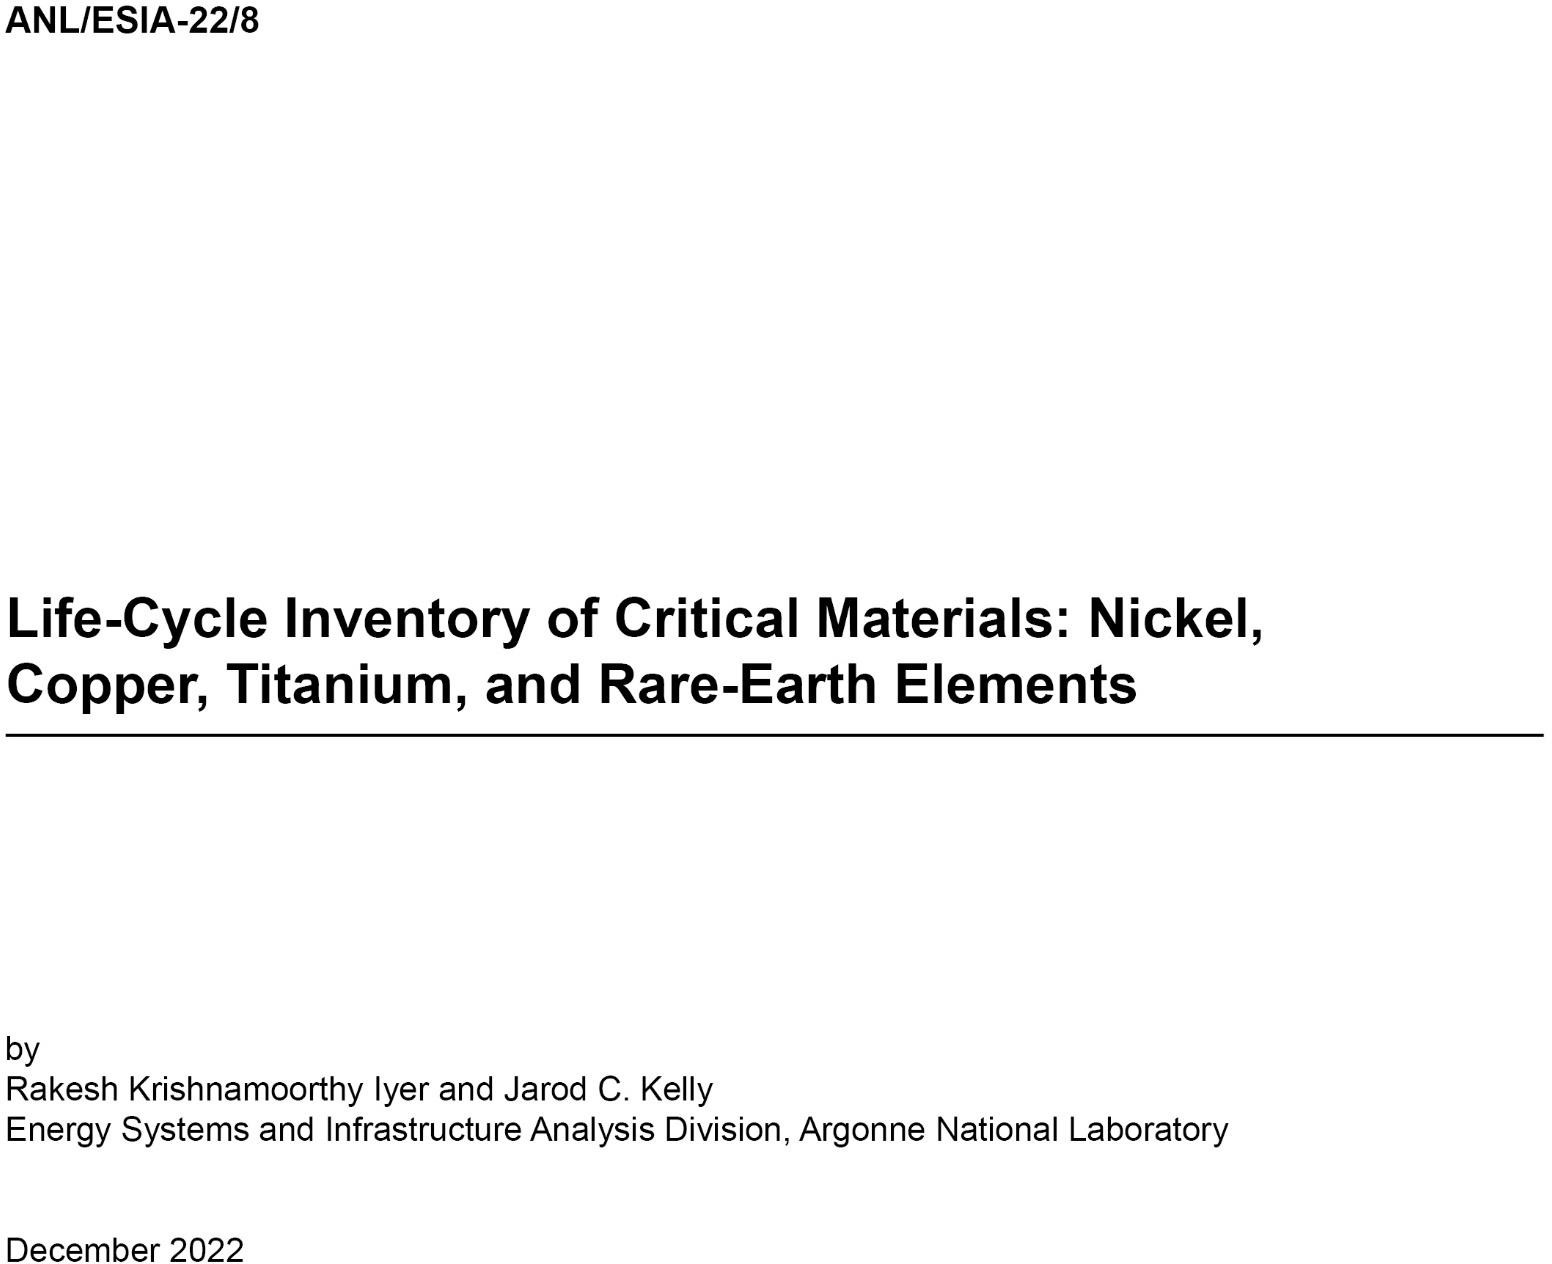 ANL/ESIA-22/8
Life-Cycle Inventory of Critical Materials: Nickel,
Copper, Titanium, and Rare-Earth Elements
by
Rakesh Krishnamoorthy Iyer and Jarod C. Kelly
Energy Systems and Infrastructure Analysis Division, Argonne National Laboratory
December 2022